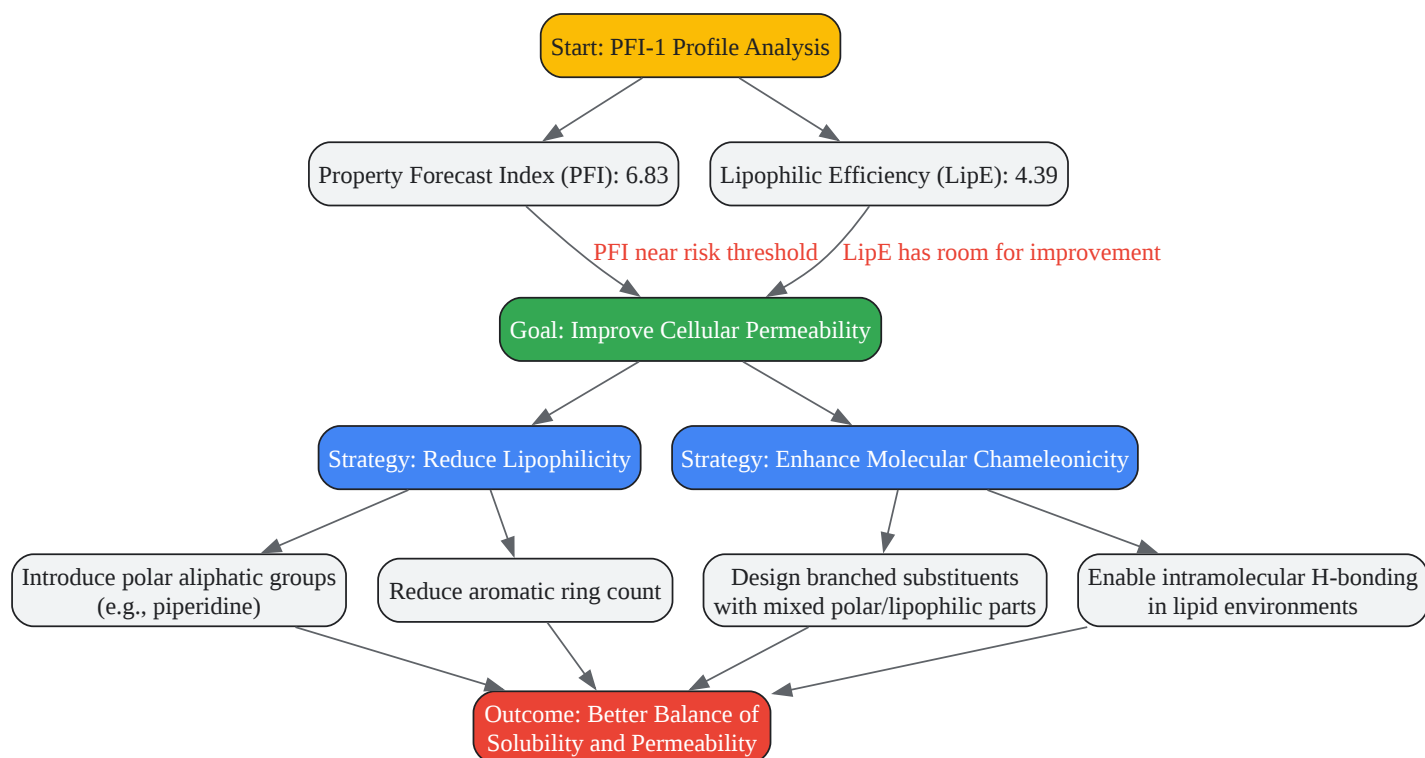 Start: PFI-1 Profile Analysis
Property Forecast Index (PFI): 6.83
Lipophilic Efficiency (LipE): 4.39
PFI near risk threshold
LipE has room for improvement
Goal: Improve Cellular Permeability
Strategy: Reduce Lipophilicity
Strategy: Enhance Molecular Chameleonicity
Introduce polar aliphatic groups
(e.g., piperidine)
Reduce aromatic ring count
Design branched substituents
with mixed polar/lipophilic parts
Enable intramolecular H-bonding
in lipid environments
Outcome: Better Balance of
Solubility and Permeability